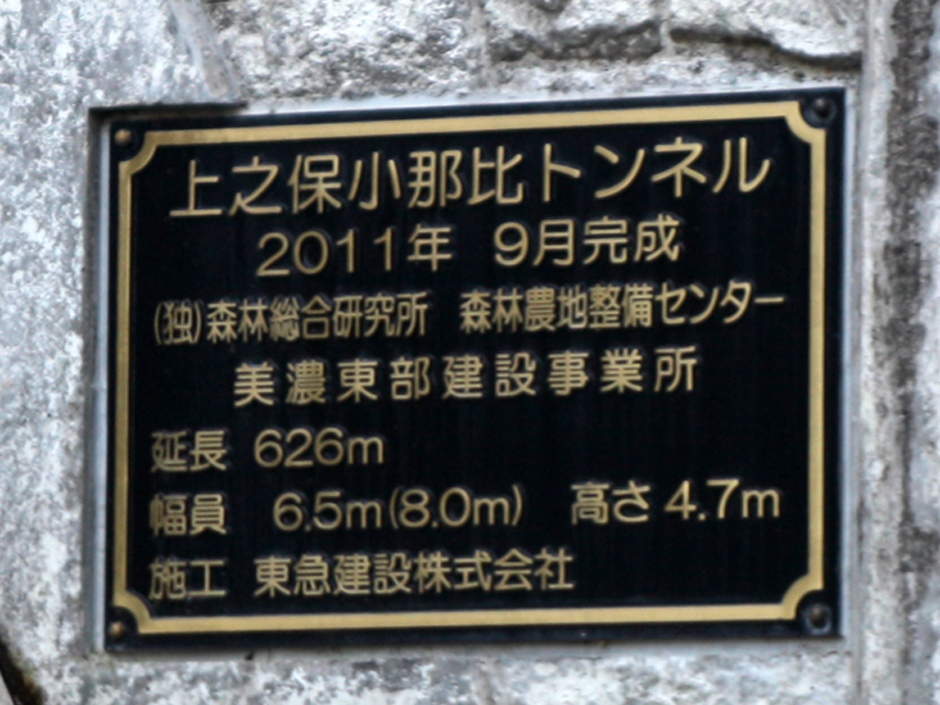 上之保小那比トンネル
2011年 9月完成
(独)森林総合研究所 森林農地整備センター
美濃東部建設事業所
延長 626m
幅員 6.5m(8.0m) 高さ 4.7m
施工 東急建設株式会社